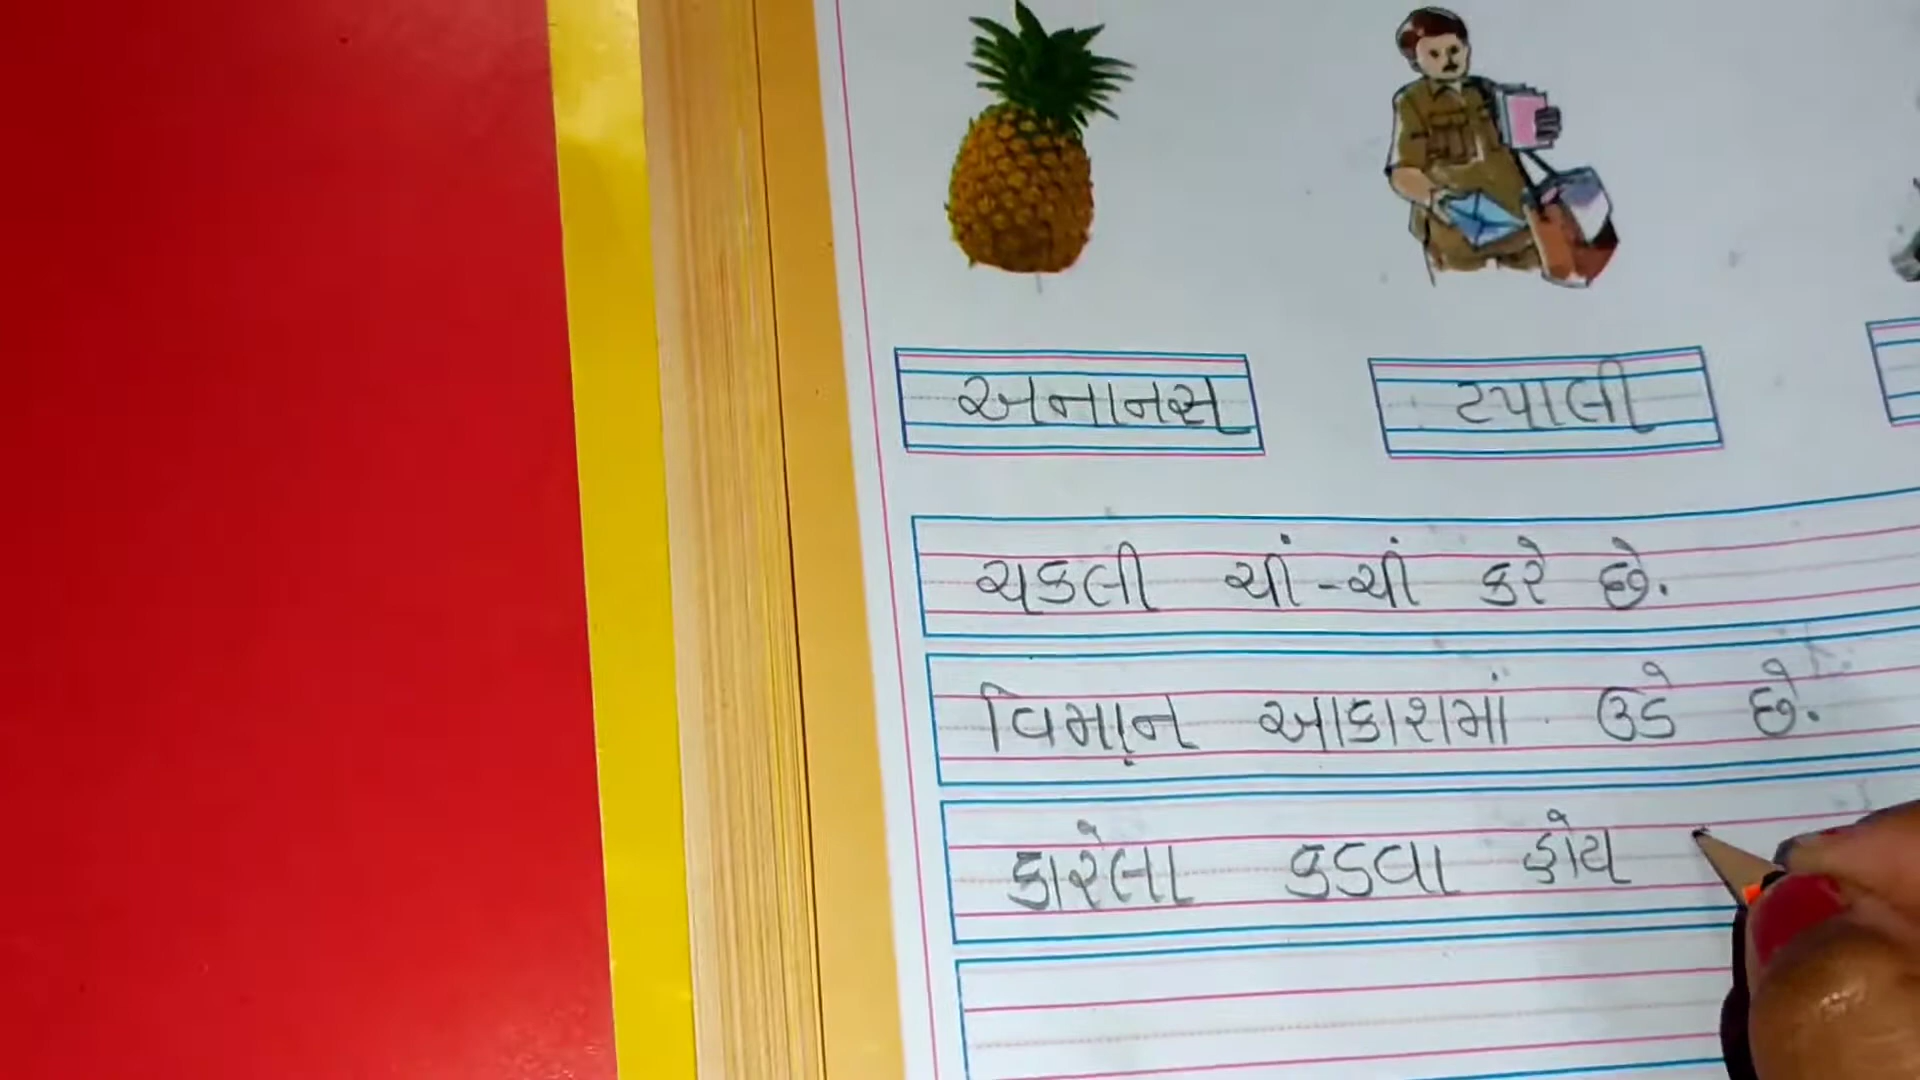 અનાનસ ટપાલી
ચકલી ચીં-ચીં કરે છે.
વિમાન આકાશમાં ઉડે છે.
કારેલા કડવા હોય